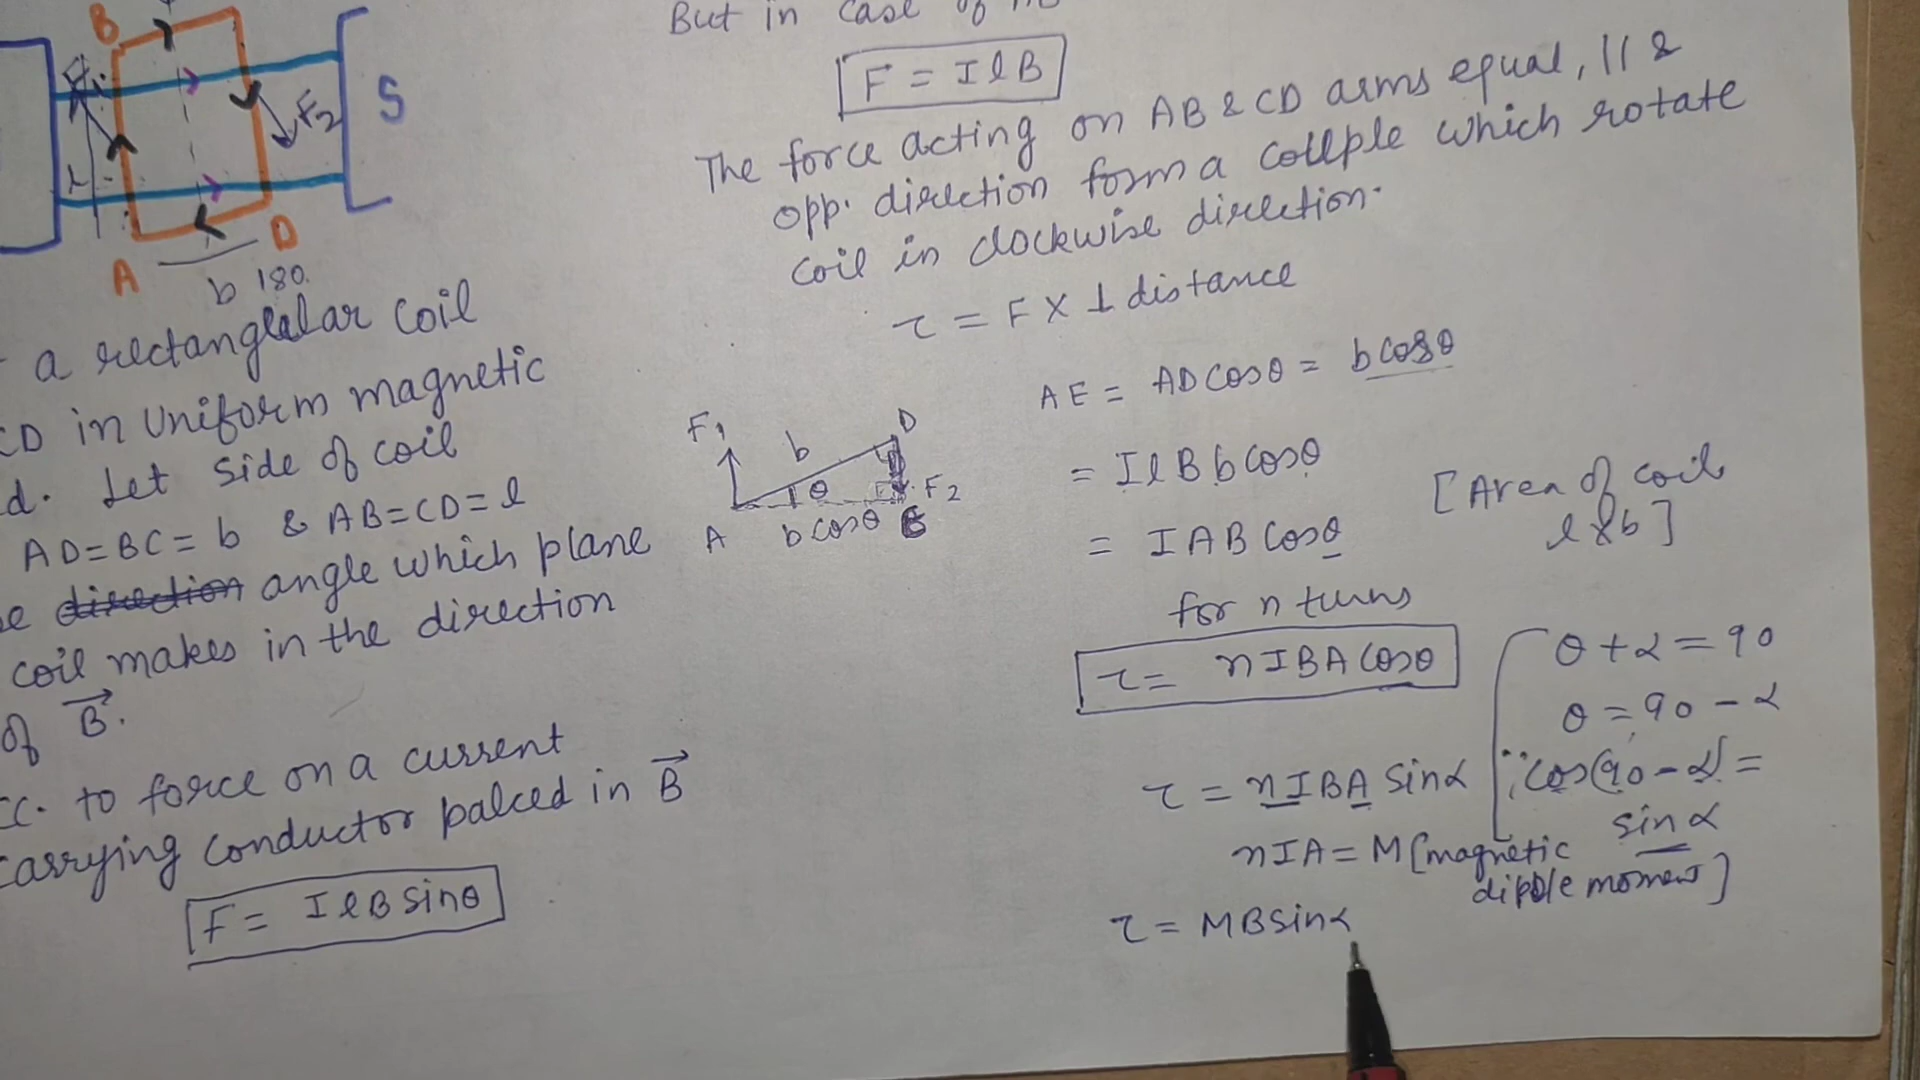 B
F₂
S
A
D
b 180.
a rectangular coil
CD in Uniform magnetic
d. Let side of coil
AD=BC= b & AB=CD= l
direction angle which plane
coil makes in the direction
of B⃗.
to force on a current
Carrying conductor palced in B⃗
F = IlB sinθ
But in case of
F = IlB
The force acting on AB & CD arms equal, || &
opp. direction form a couple which rotate
coil in clockwise direction.
τ = F X ⊥ distance
AE = AD cosθ = b cosθ
F₁
b
D
θ
F₂
A
b cosθ
= IlB b cosθ
[Area of coil
l x b]
= IAB cosθ
for n turns
τ = nIBA cosθ
θ + α = 90
θ = 90 - α
τ = nIBA Sinα
∵ cos(90 - α) =
sinα
nIA = M [magnetic
dipole moment]
τ = MB sinα